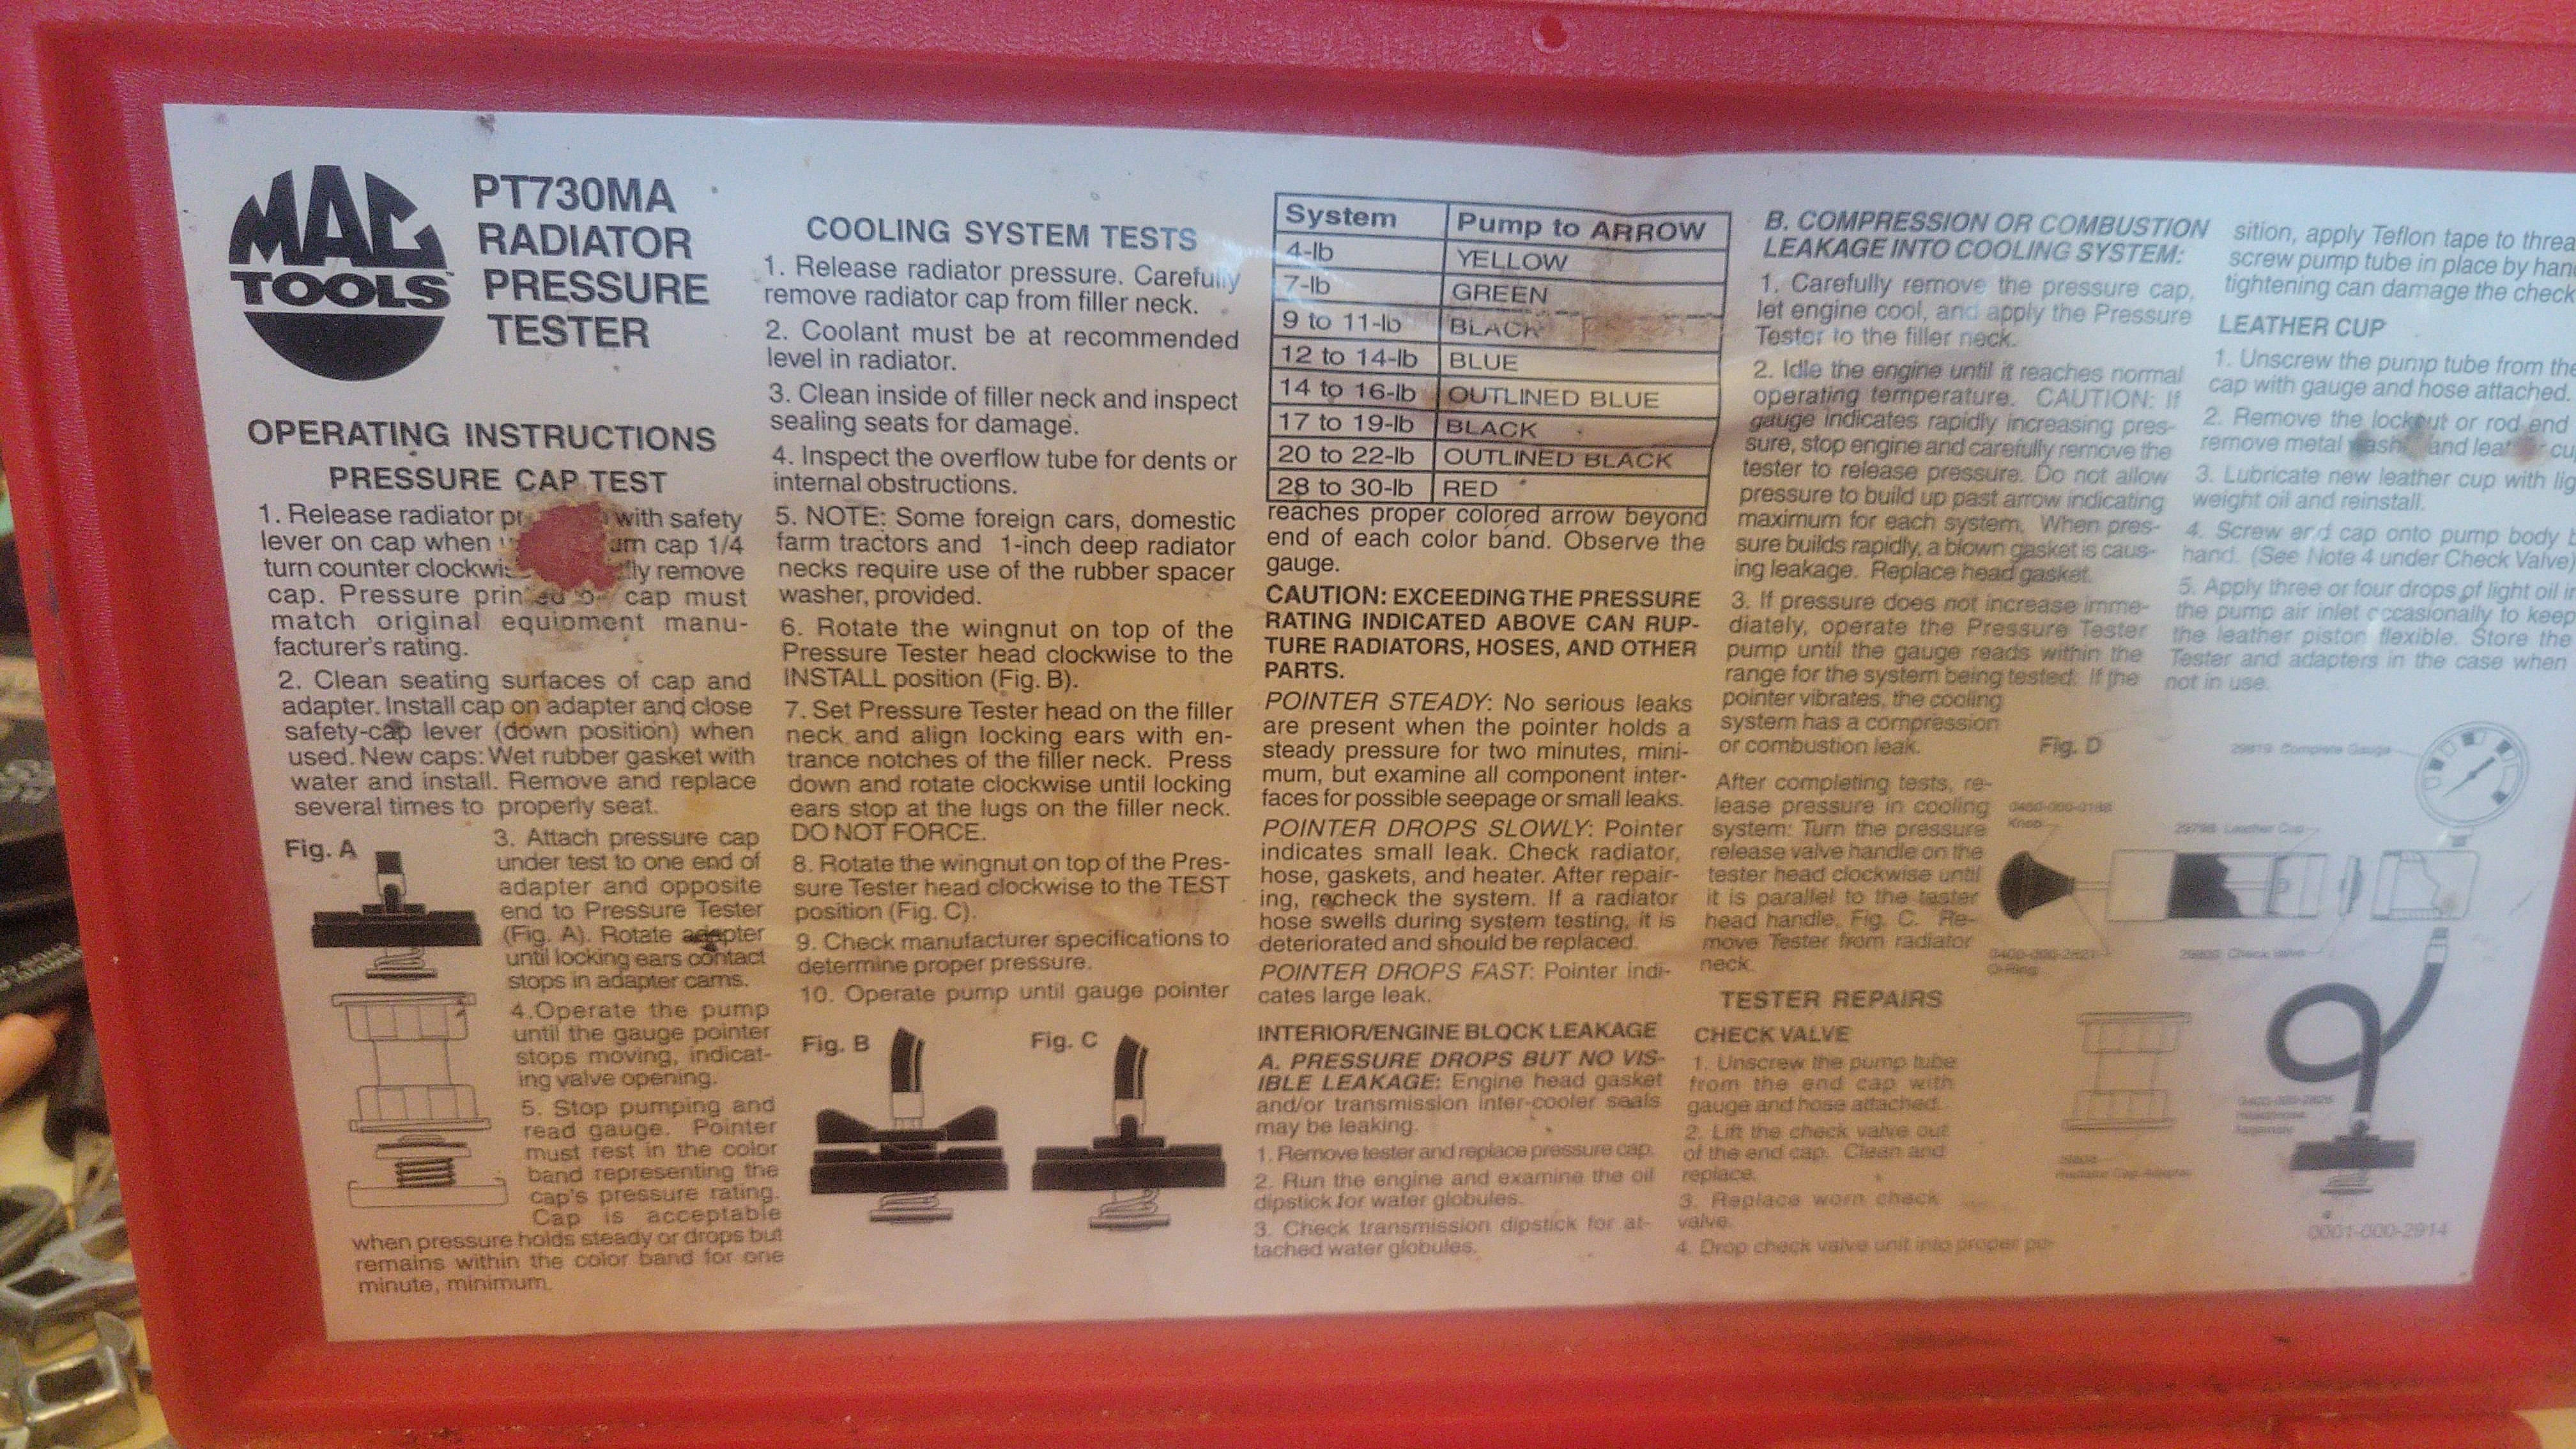 MAC
TOOLS
PT730MA
RADIATOR
PRESSURE
TESTER
OPERATING INSTRUCTIONS
PRESSURE CAP TEST
1. Release radiator with safety
lever on cap when cap 1/4
turn counter remove
cap. Pressure cap must
match original equipment manu-
facturer's rating.
2. Clean seating surfaces of cap and
adapter. Install cap on adapter and close
safety-cap lever (down position) when
used. New caps: Wet rubber gasket with
water and install. Remove and replace
several times to properly seat.
Fig. A
3. Attach pressure cap
under test to one end of
adapter and opposite
end to Pressure Tester
(Fig. A). Rotate adapter
until locking ears contact
stops in adapter cams.
4.Operate the pump
until the gauge pointer
stops moving, indicat-
ing valve opening.
5. Stop pumping and
read gauge. Pointer
must rest in the color
band representing the
cap's pressure rating.
Cap is acceptable
when pressure holds steady or drops but
remains within the color band for one
minute, minimum.
COOLING SYSTEM TESTS
1. Release radiator pressure. Carefully
remove radiator cap from filler neck.
2. Coolant must be at recommended
level in radiator.
3. Clean inside of filler neck and inspect
sealing seats for damage.
4. Inspect the overflow tube for dents or
internal obstructions.
5. NOTE: Some foreign cars, domestic
farm tractors and 1-inch deep radiator
necks require use of the rubber spacer
washer, provided.
6. Rotate the wingnut on top of the
Pressure Tester head clockwise to the
INSTALL position (Fig. B).
7. Set Pressure Tester head on the filler
neck and align locking ears with en-
trance notches of the filler neck. Press
down and rotate clockwise until locking
ears stop at the lugs on the filler neck.
DO NOT FORCE.
8. Rotate the wingnut on top of the Pres-
sure Tester head clockwise to the TEST
position (Fig. C).
9. Check manufacturer specifications to
determine proper pressure.
10. Operate pump until gauge pointer
Fig. B
Fig. C
System Pump to ARROW
4-lb YELLOW
7-lb GREEN
9 to 11-lb BLACK
12 to 14-lb BLUE
14 to 16-lb OUTLINED BLUE
17 to 19-lb BLACK
20 to 22-lb OUTLINED BLACK
28 to 30-lb RED
reaches proper colored arrow beyond
end of each color band. Observe the
gauge.
CAUTION: EXCEEDING THE PRESSURE
RATING INDICATED ABOVE CAN RUP-
TURE RADIATORS, HOSES, AND OTHER
PARTS.
POINTER STEADY: No serious leaks
are present when the pointer holds a
steady pressure for two minutes, mini-
mum, but examine all component inter-
faces for possible seepage or small leaks.
POINTER DROPS SLOWLY: Pointer
indicates small leak. Check radiator,
hose, gaskets, and heater. After repair-
ing, recheck the system. If a radiator
hose swells during system testing, it is
deteriorated and should be replaced.
POINTER DROPS FAST: Pointer indi-
cates large leak.
INTERIOR/ENGINE BLOCK LEAKAGE
A. PRESSURE DROPS BUT NO VIS-
IBLE LEAKAGE: Engine head gasket
and/or transmission inter-cooler seals
may be leaking.
1. Remove tester and replace pressure cap.
2. Run the engine and examine the oil
dipstick for water globules.
3. Check transmission dipstick for at-
tached water globules.
B. COMPRESSION OR COMBUSTION
LEAKAGE INTO COOLING SYSTEM:
1. Carefully remove the pressure cap,
let engine cool, and apply the Pressure
Tester to the filler neck.
2. Idle the engine until it reaches normal
operating temperature. CAUTION: If
gauge indicates rapidly increasing pres-
sure, stop engine and carefully remove the
tester to release pressure. Do not allow
pressure to build up past arrow indicating
maximum for each system. When pres-
sure builds rapidly, a blown gasket is caus-
ing leakage. Replace head gasket.
3. If pressure does not increase imme-
diately, operate the Pressure Tester
pump until the gauge reads within the
range for the system being tested. If the
pointer vibrates, the cooling
system has a compression
or combustion leak.
After completing tests, re-
lease pressure in cooling
system: Turn the pressure
release valve handle on the
tester head clockwise until
it is parallel to the tester
head handle, Fig. C. Re-
move Tester from radiator
neck.
TESTER REPAIRS
CHECK VALVE
1. Unscrew the pump tube
from the end cap with
gauge and hose attached.
2. Lift the check valve out
of the end cap. Clean and
replace.
3. Replace worn check
valve.
4. Drop check valve unit into proper po-
sition, apply Teflon tape to
screw pump tube in place by
tightening can damage the check
LEATHER CUP
1. Unscrew the pump tube from the
cap with gauge and hose attached.
2. Remove the locknut or rod end
remove metal and
3. Lubricate new leather cup with
weight oil and reinstall.
4. Screw end cap onto pump body
hand. (See Note 4 under Check Valve)
5. Apply three or four drops of light oil
the pump air inlet occasionally to keep
the leather piston flexible. Store the
Tester and adapters in the case when
not in use.
Fig. D
Complete Gauge
Knob
Leather Cup
Check Valve
O-Ring
0001-000-2914